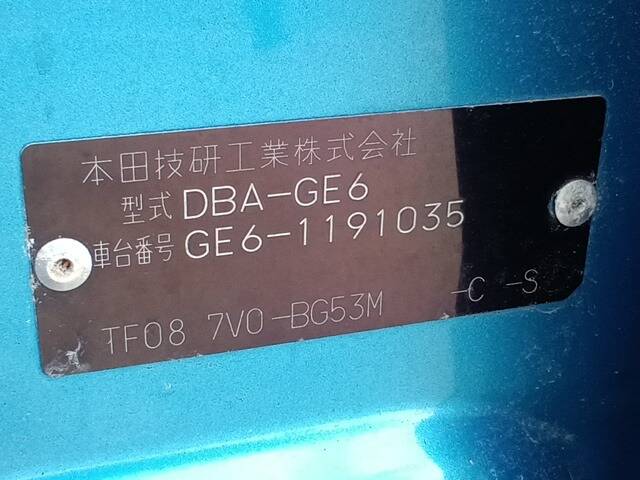 本田技研工業株式会社
型式 DBA-GE6
車台番号 GE6-1191035
TF08 7V0-BG53M -C -S